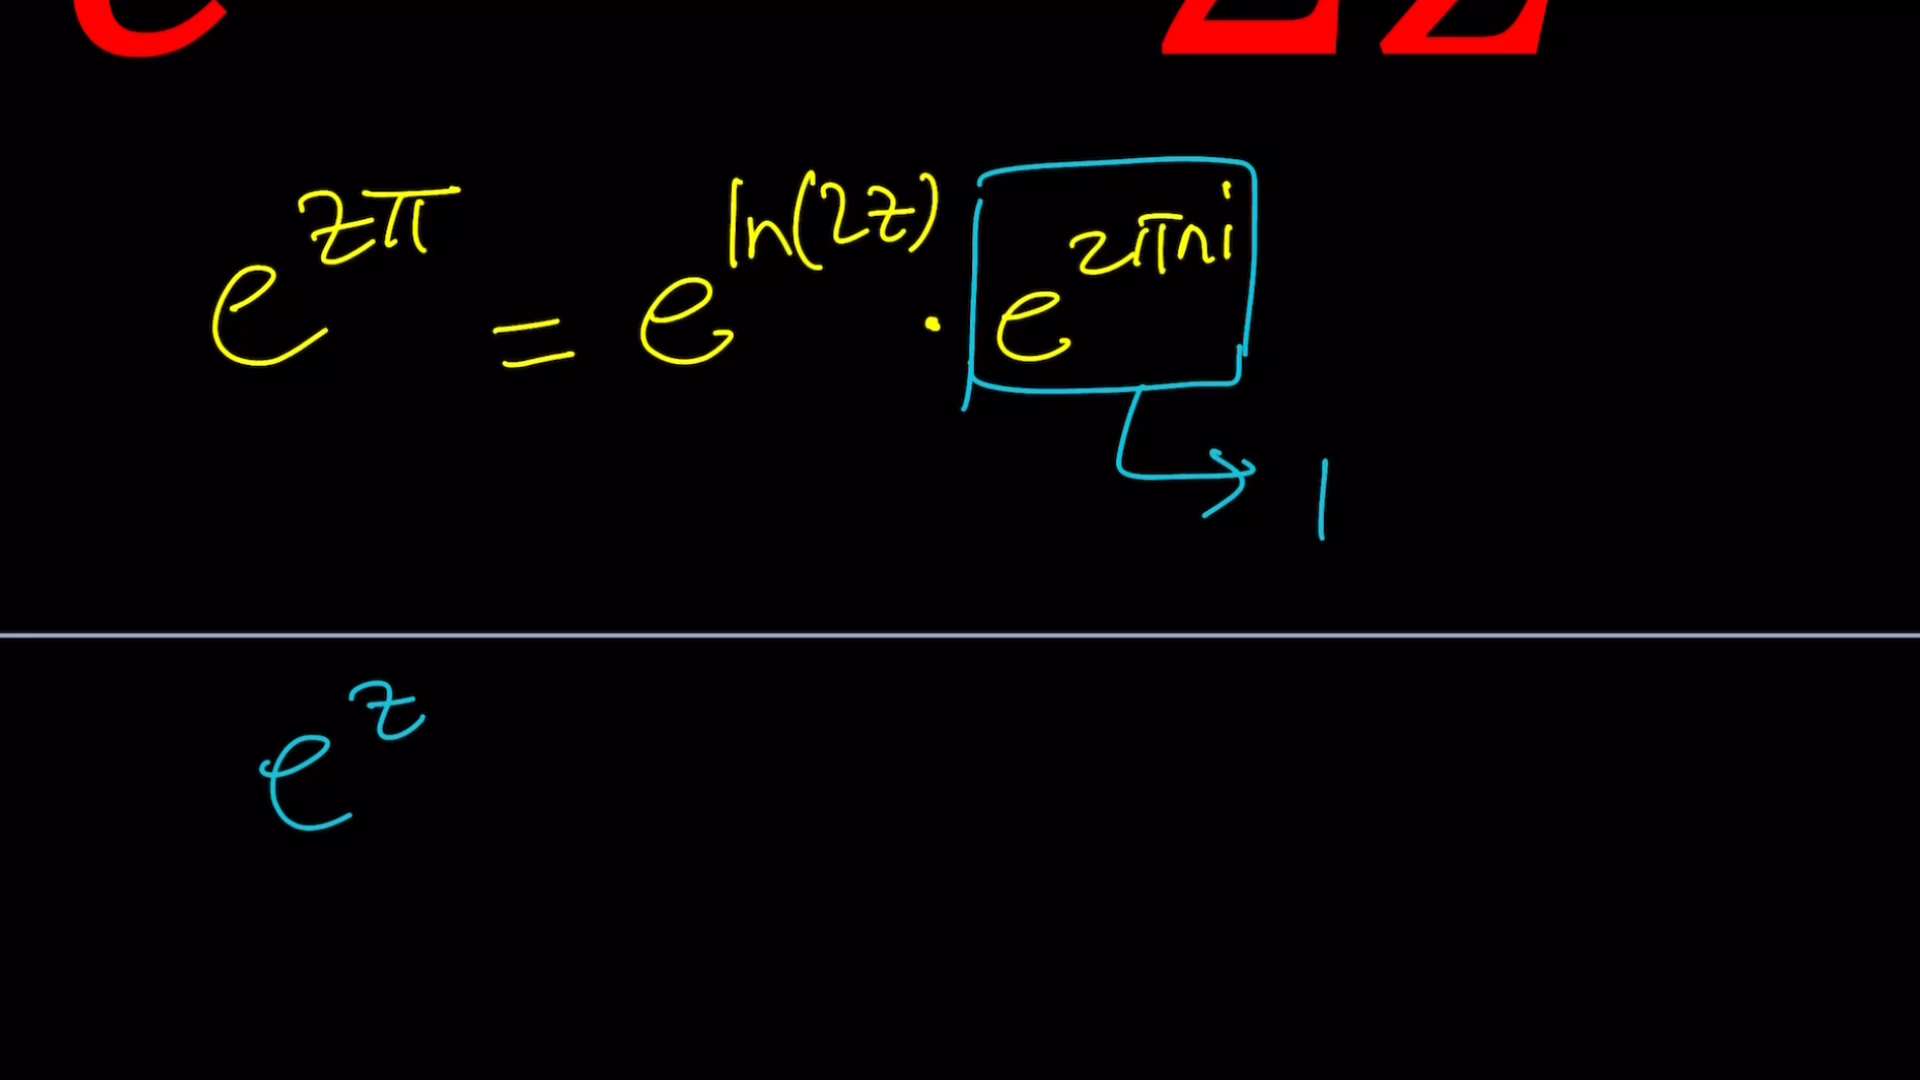 e^{zπ} = e^{ln(2z)} · e^{2πni}
→ 1
e^z